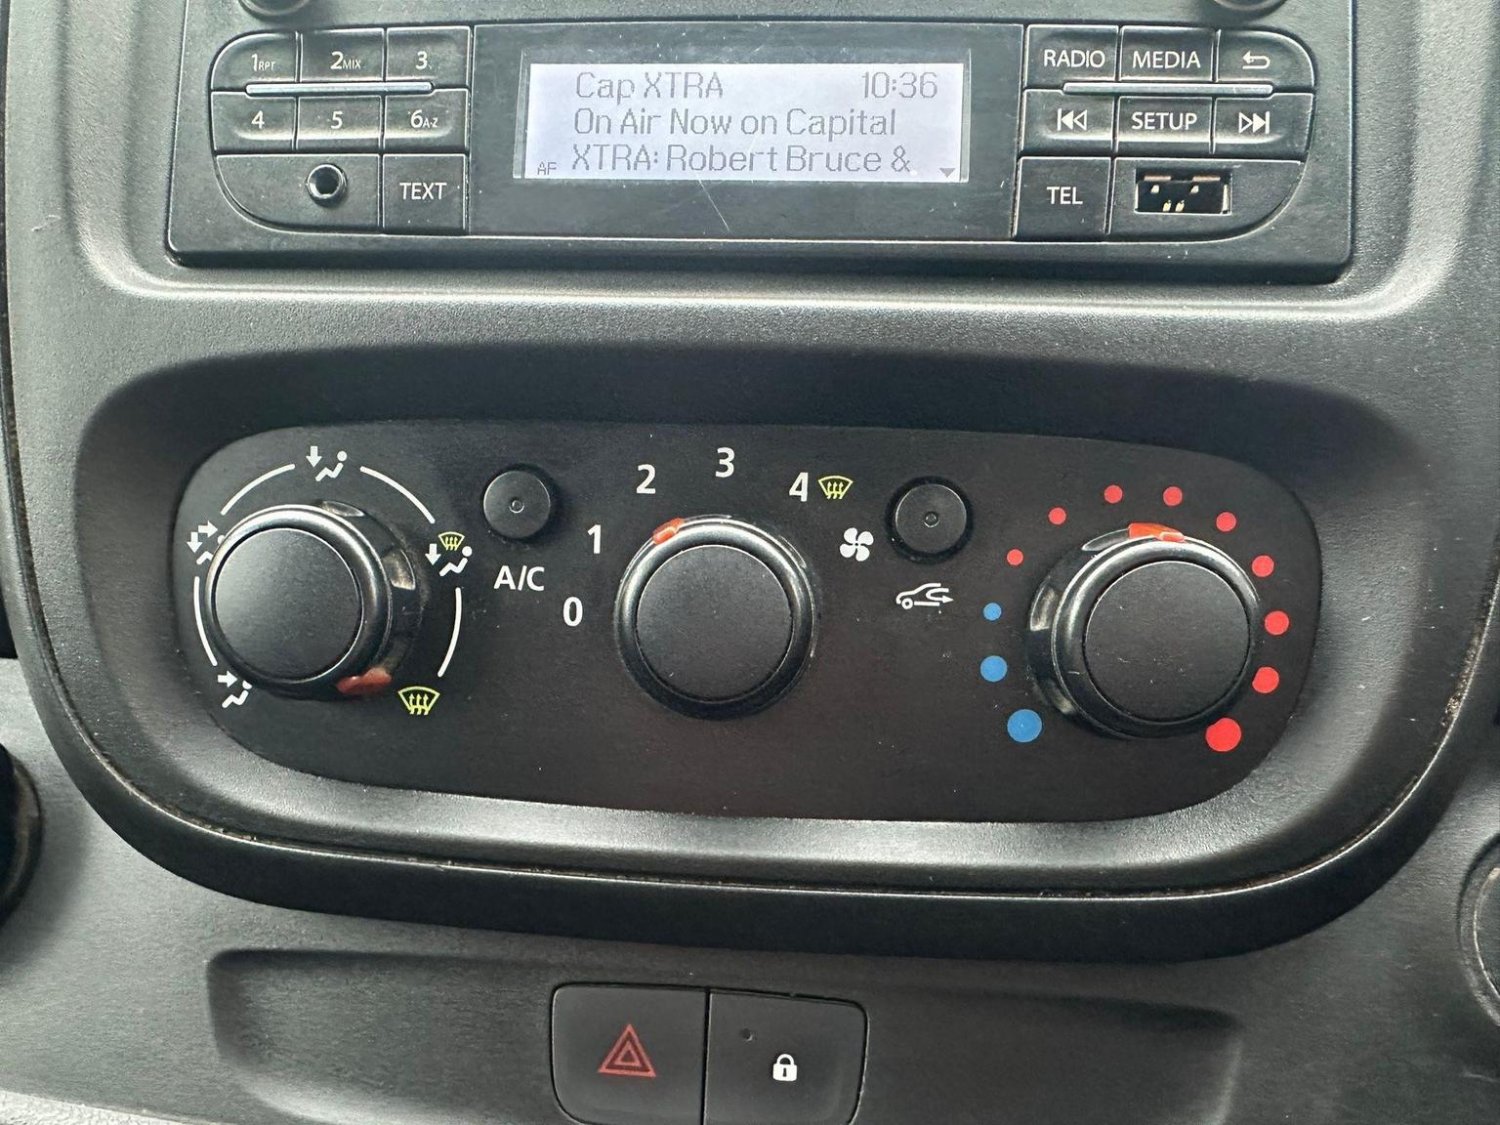 1RPT 2MIX 3
4 5 6A-Z
TEXT
Cap XTRA 10:36
On Air Now on Capital
AF XTRA: Robert Bruce &
RADIO MEDIA
SETUP
TEL
A/C
0 1 2 3 4